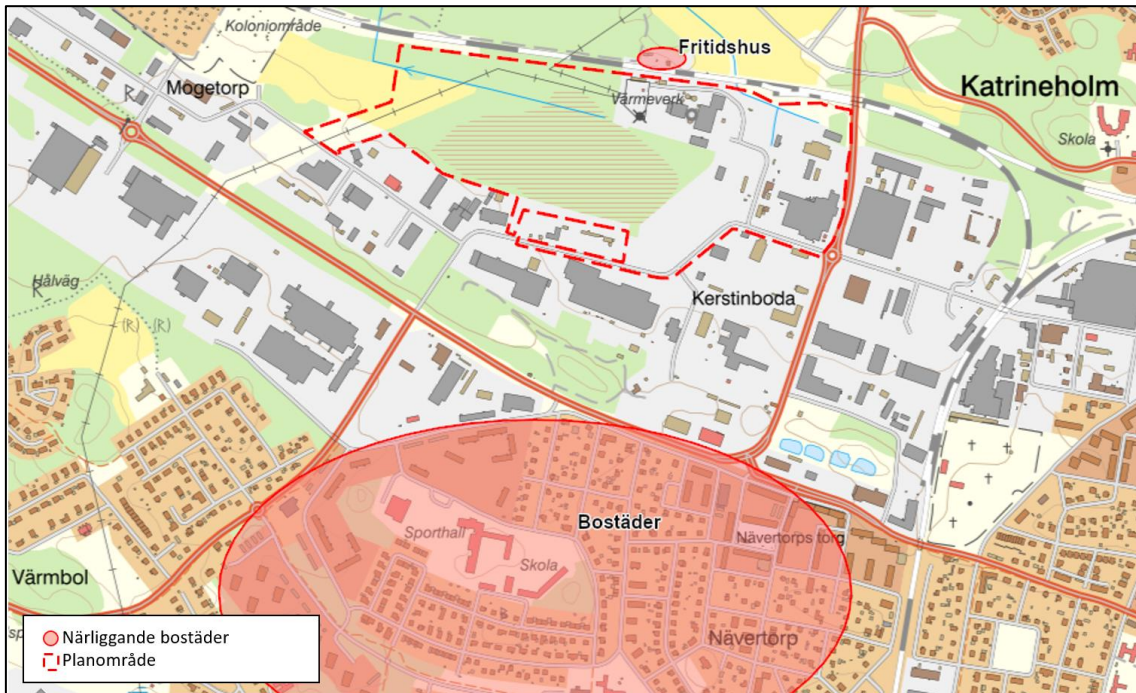 Koloniområde
Fritidshus
Mogetorp
Värmeverk
Katrineholm
Skola
Hålväg
R
R
(R)
(R)
Kerstinboda
Bostäder
Sporthall
Nävertorps torg
Skola
Värmbol
Nävertorp
Närliggande bostäder
Planområde